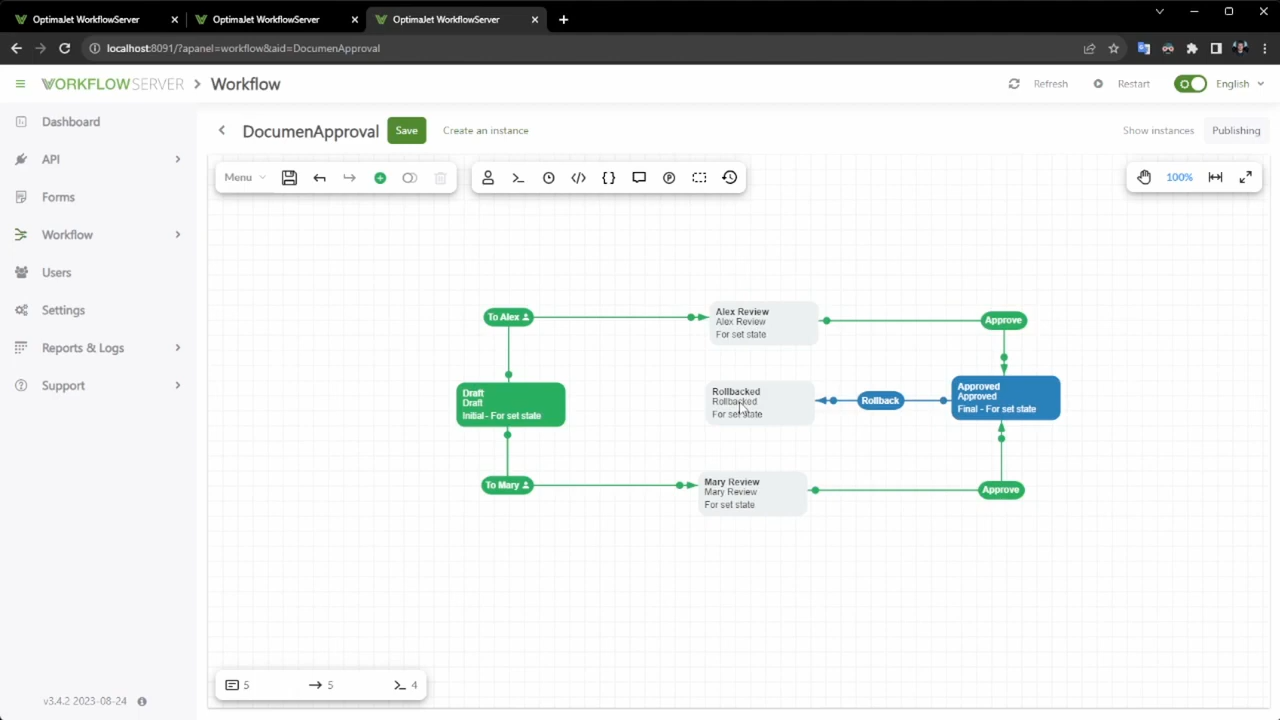 OptimaJet WorkflowServer
OptimaJet WorkflowServer
OptimaJet WorkflowServer
localhost:8091/?apanel=workflow&aid=DocumenApproval
WORKFLOWSERVER > Workflow
Refresh
Restart
English
Dashboard
API
Forms
Workflow
Users
Settings
Reports & Logs
Support
v3.4.2 2023-08-24
DocumenApproval
Save
Create an instance
Show instances
Publishing
Menu
100%
To Alex
Alex Review
Alex Review
For set state
Approve
Draft
Draft
Initial - For set state
Rollbacked
Rollbacked
For set state
Rollback
Approved
Approved
Final - For set state
To Mary
Mary Review
Mary Review
For set state
Approve
5
5
4